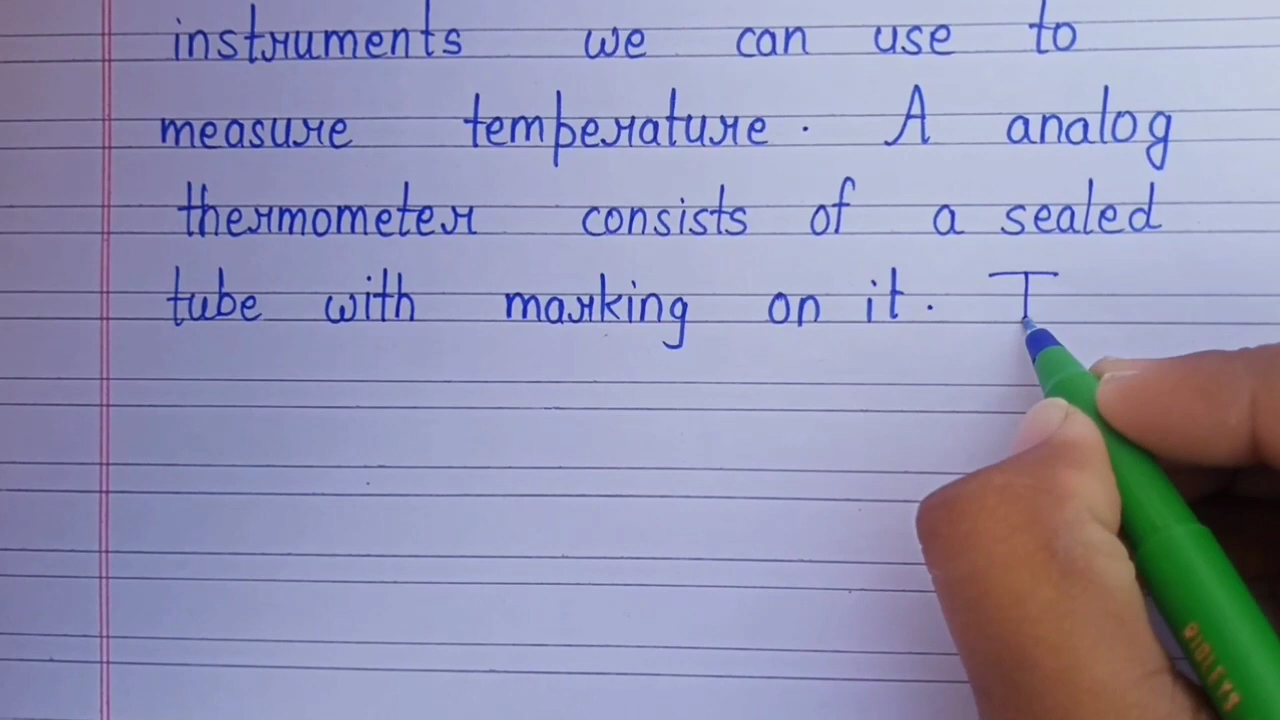 instruments we can use to
measure temperature. A analog
thermometer consists of a sealed
tube with marking on it. T